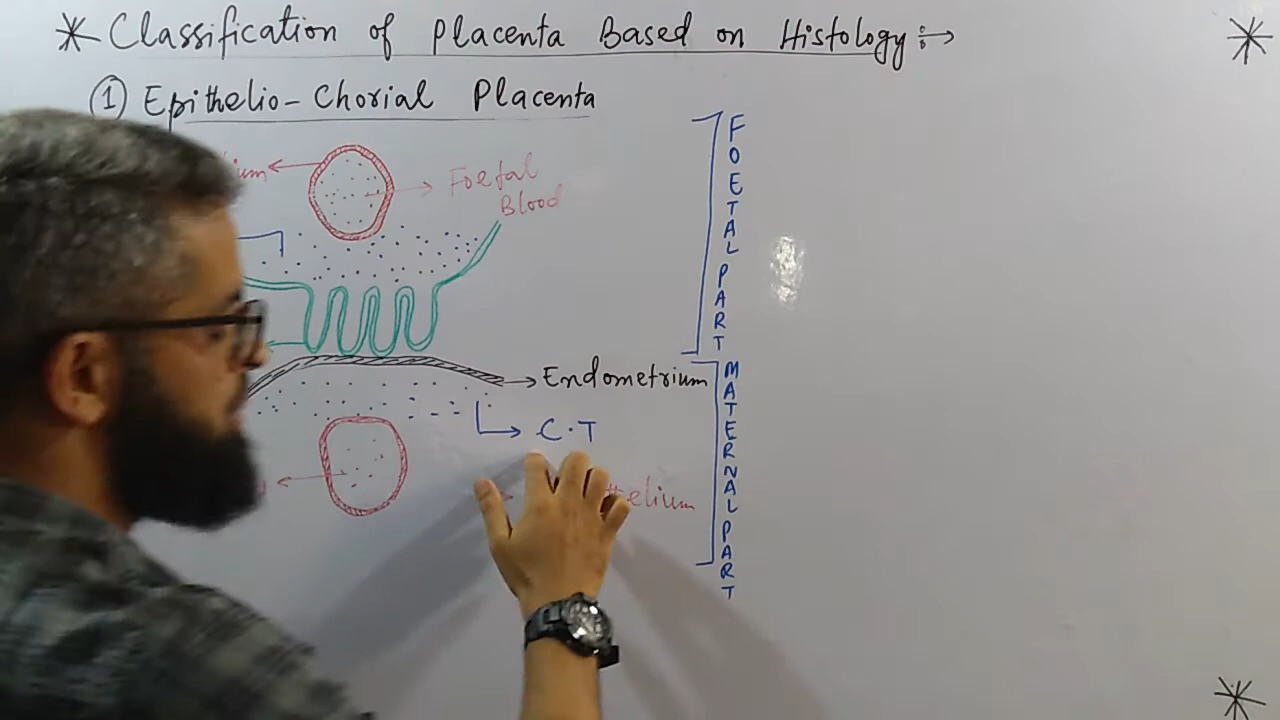 * Classification of Placenta Based on Histology :→
① Epithelio-Chorial Placenta
Foetal
Blood
FOETAL PART
Endometrium
C.T
MATERNAL PART